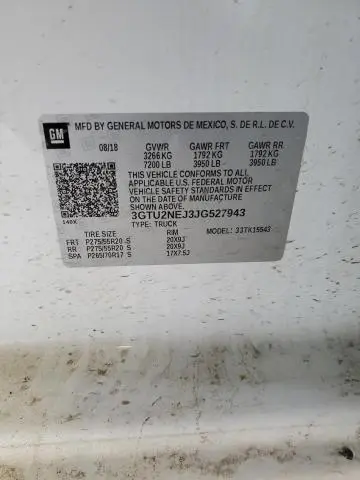 GM
MFD BY GENERAL MOTORS DE MEXICO, S. DE R.L. DE C.V.
08/18 GVWR GAWR FRT GAWR RR
3266 KG 1792 KG 1792 KG
7200 LB 3950 LB 3950 LB
THIS VEHICLE CONFORMS TO ALL
APPLICABLE U.S. FEDERAL MOTOR
VEHICLE SAFETY STANDARDS IN EFFECT
ON THE DATE OF MANUFACTURE
SHOWN ABOVE.
3GTU2NEJ3JG527943
140X TYPE: TRUCK
TIRE SIZE RIM MODEL: 33TK15543
FRT P275/55R20 S 20X9J
RR P275/55R20 S 20X9J
SPA P265/70R17 S 17X7.5J